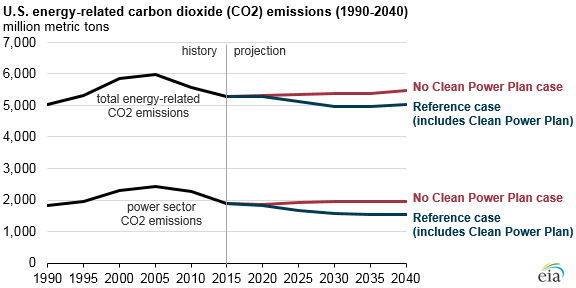 U.S. energy-related carbon dioxide (CO2) emissions (1990-2040)
million metric tons
7,000
6,000
5,000
4,000
3,000
2,000
1,000
0
history
projection
total energy-related
CO2 emissions
No Clean Power Plan case
Reference case
(includes Clean Power Plan)
power sector
CO2 emissions
No Clean Power Plan case
Reference case
(includes Clean Power Plan)
1990 1995 2000 2005 2010 2015 2020 2025 2030 2035 2040
eia